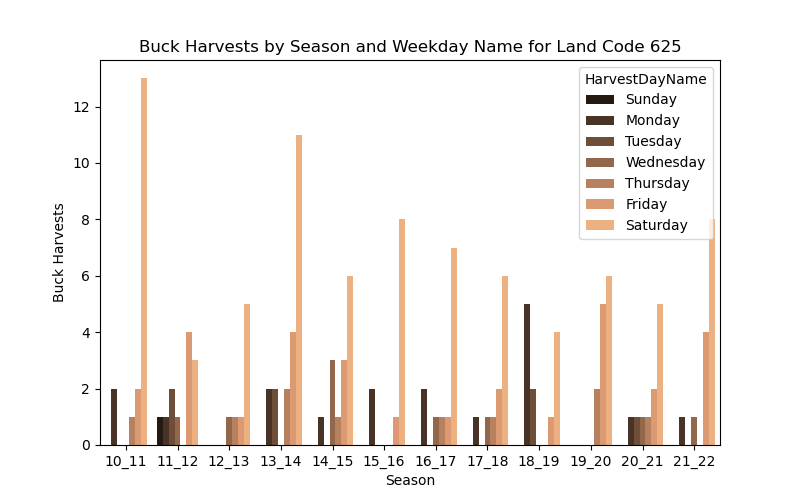 Buck Harvests by Season and Weekday Name for Land Code 625
HarvestDayName
Sunday
Monday
Tuesday
Wednesday
Thursday
Friday
Saturday
Buck Harvests
12
10
8
6
4
2
0
10_11 11_12 12_13 13_14 14_15 15_16 16_17 17_18 18_19 19_20 20_21 21_22
Season